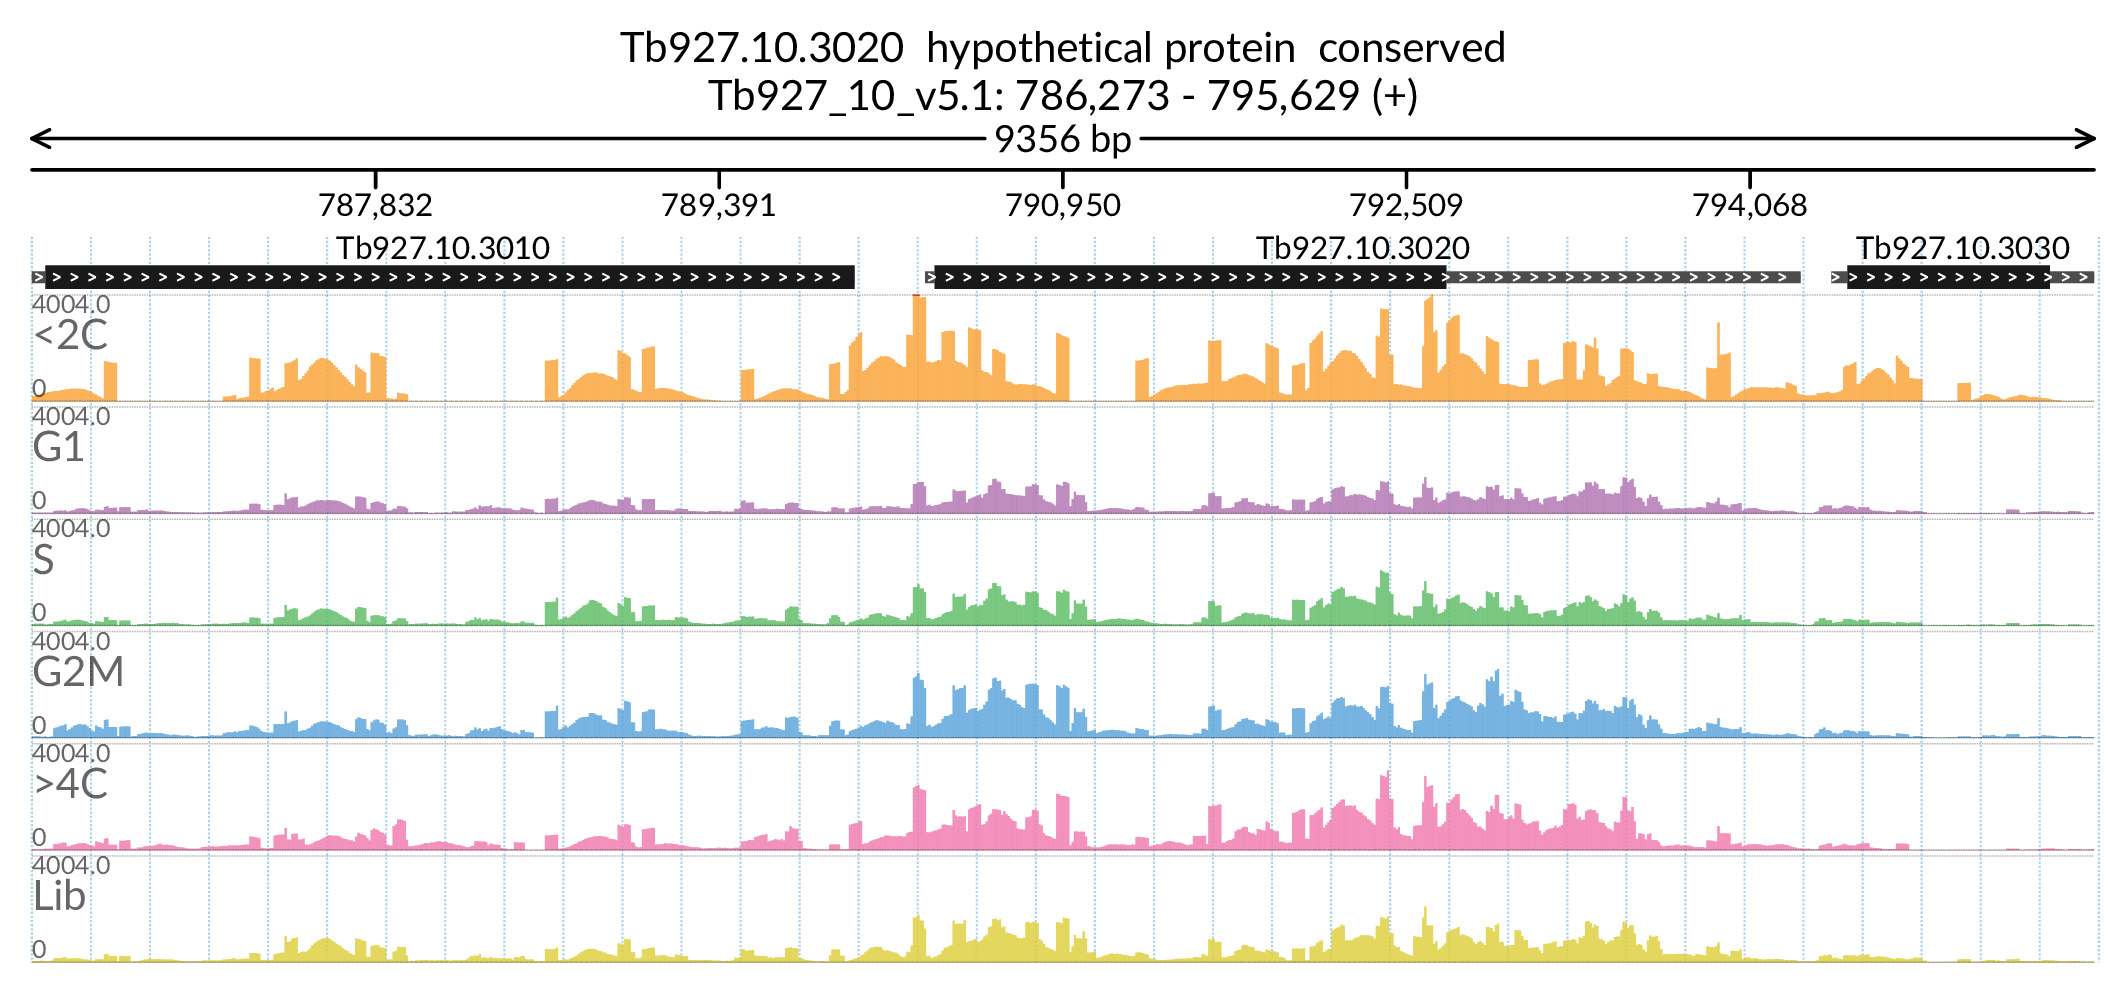 Tb927.10.3020  hypothetical protein  conserved
Tb927_10_v5.1: 786,273 - 795,629 (+)
9356 bp
787,832 789,391 790,950 792,509 794,068
Tb927.10.3010 Tb927.10.3020 Tb927.10.3030
4004.0
<2C
0
4004.0
G1
0
4004.0
S
0
4004.0
G2M
0
4004.0
>4C
0
4004.0
Lib
0